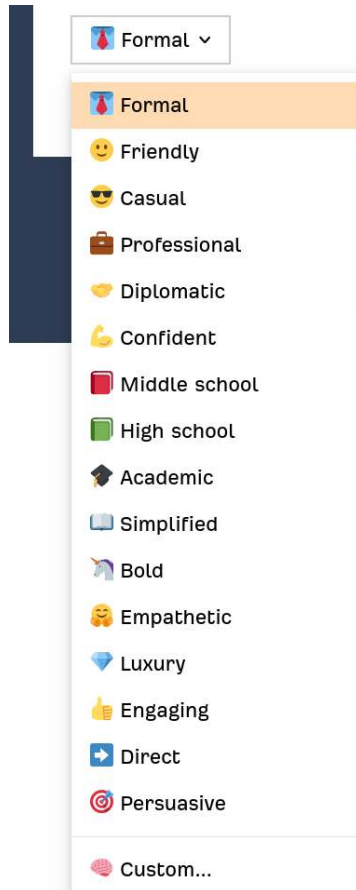 Formal
Formal
Friendly
Casual
Professional
Diplomatic
Confident
Middle school
High school
Academic
Simplified
Bold
Empathetic
Luxury
Engaging
Direct
Persuasive
Custom...